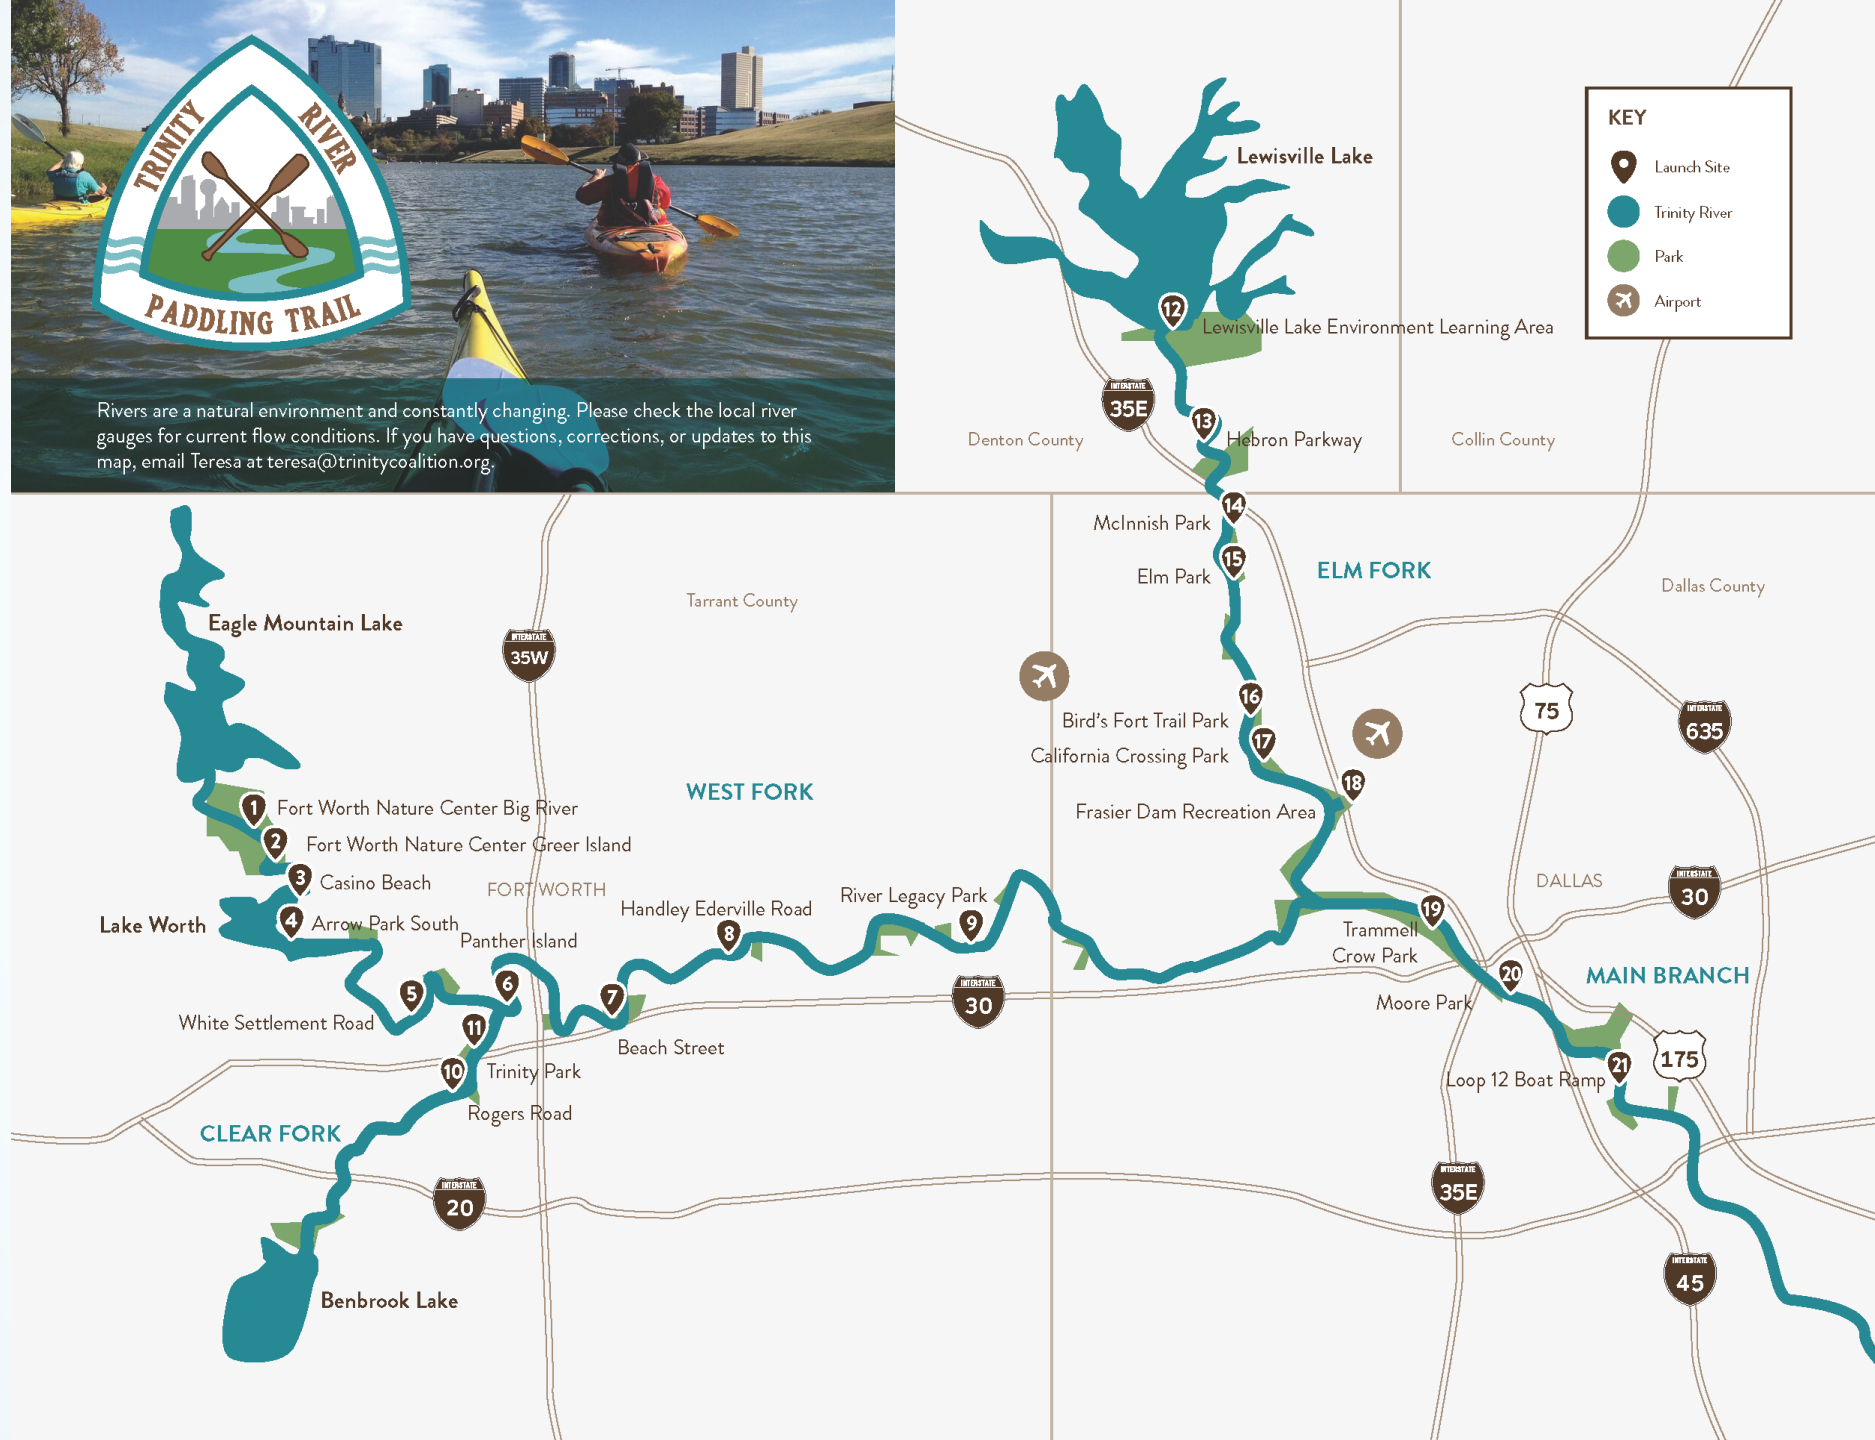 TRINITY
RIVER
PADDLING TRAIL
Rivers are a natural environment and constantly changing. Please check the local river
gauges for current flow conditions. If you have questions, corrections, or updates to this
map, email Teresa at teresa@trinitycoalition.org.
KEY
Launch Site
Trinity River
Park
Airport
Lewisville Lake
12
Lewisville Lake Environment Learning Area
INTERSTATE
35E
13
Hebron Parkway
Denton County
Collin County
14
McInnish Park
15
Elm Park
ELM FORK
Dallas County
Tarrant County
Eagle Mountain Lake
INTERSTATE
35W
16
Bird's Fort Trail Park
17
California Crossing Park
75
INTERSTATE
635
18
Frasier Dam Recreation Area
WEST FORK
1
Fort Worth Nature Center Big River
2
Fort Worth Nature Center Greer Island
3
Casino Beach
FORT WORTH
DALLAS
INTERSTATE
30
Lake Worth
4
Arrow Park South
Panther Island
Handley Ederville Road
8
River Legacy Park
9
19
Trammell
Crow Park
20
MAIN BRANCH
Moore Park
5
6
7
INTERSTATE
30
White Settlement Road
11
Beach Street
10
Trinity Park
Rogers Road
21
175
Loop 12 Boat Ramp
CLEAR FORK
INTERSTATE
20
INTERSTATE
35E
INTERSTATE
45
Benbrook Lake